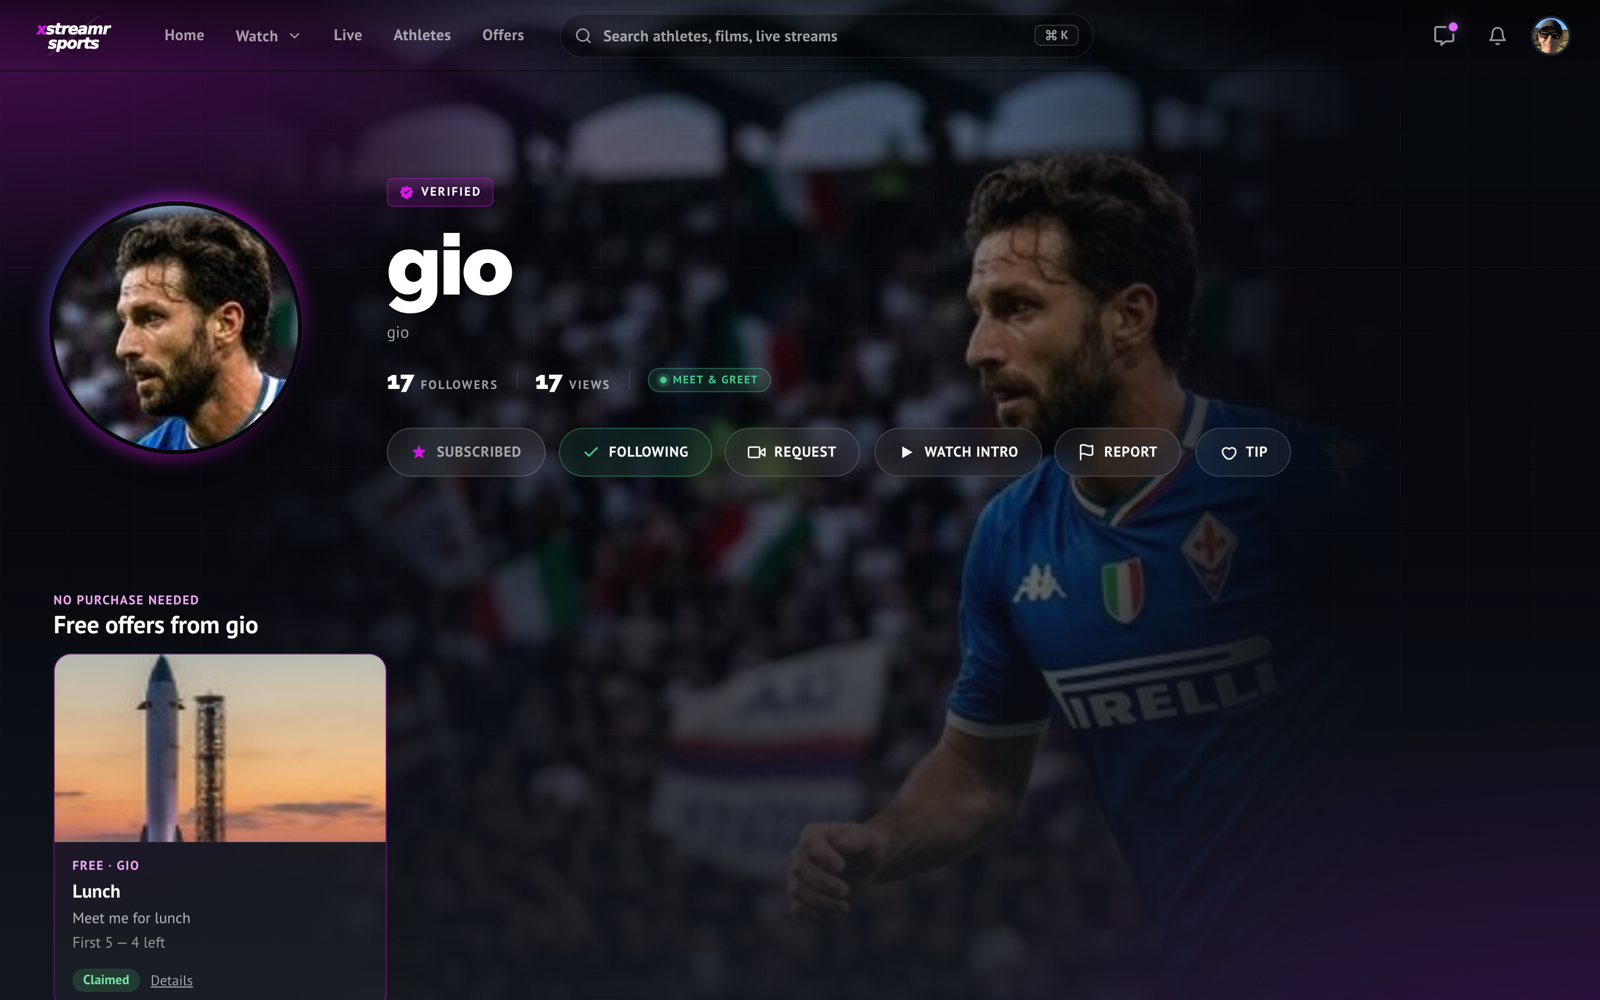 xstreamr
sports
Home
Watch
Live
Athletes
Offers
Search athletes, films, live streams
⌘ K
VERIFIED
gio
gio
17 FOLLOWERS
17 VIEWS
MEET & GREET
SUBSCRIBED
FOLLOWING
REQUEST
WATCH INTRO
REPORT
TIP
IRELLI
NO PURCHASE NEEDED
Free offers from gio
FREE · GIO
Lunch
Meet me for lunch
First 5 — 4 left
Claimed
Details